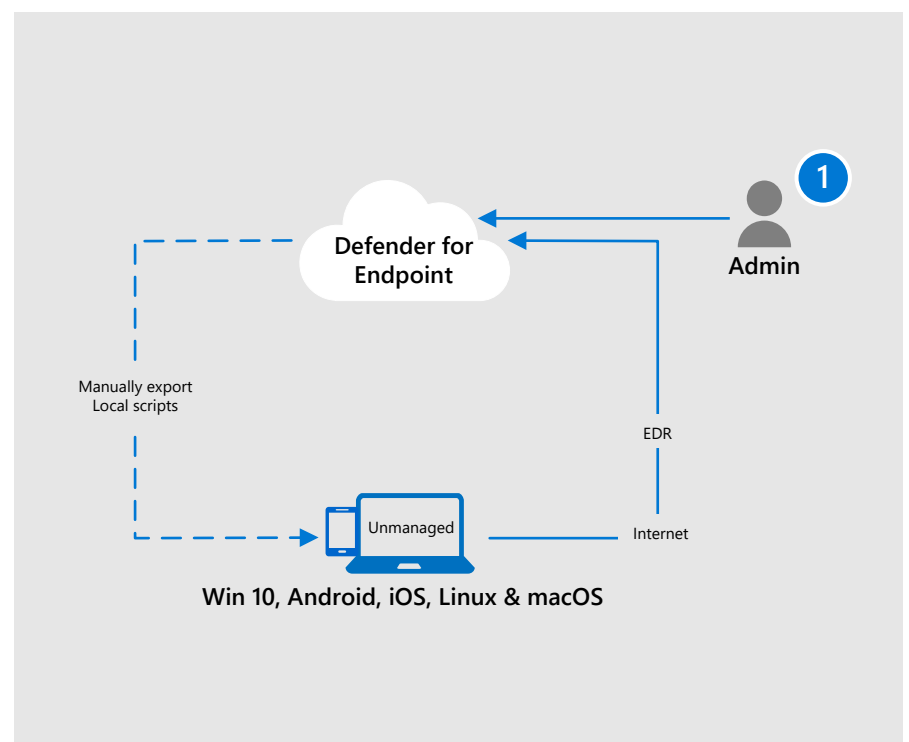 1
Defender for
Endpoint
Admin
Manually export
Local scripts
EDR
Unmanaged
Internet
Win 10, Android, iOS, Linux & macOS